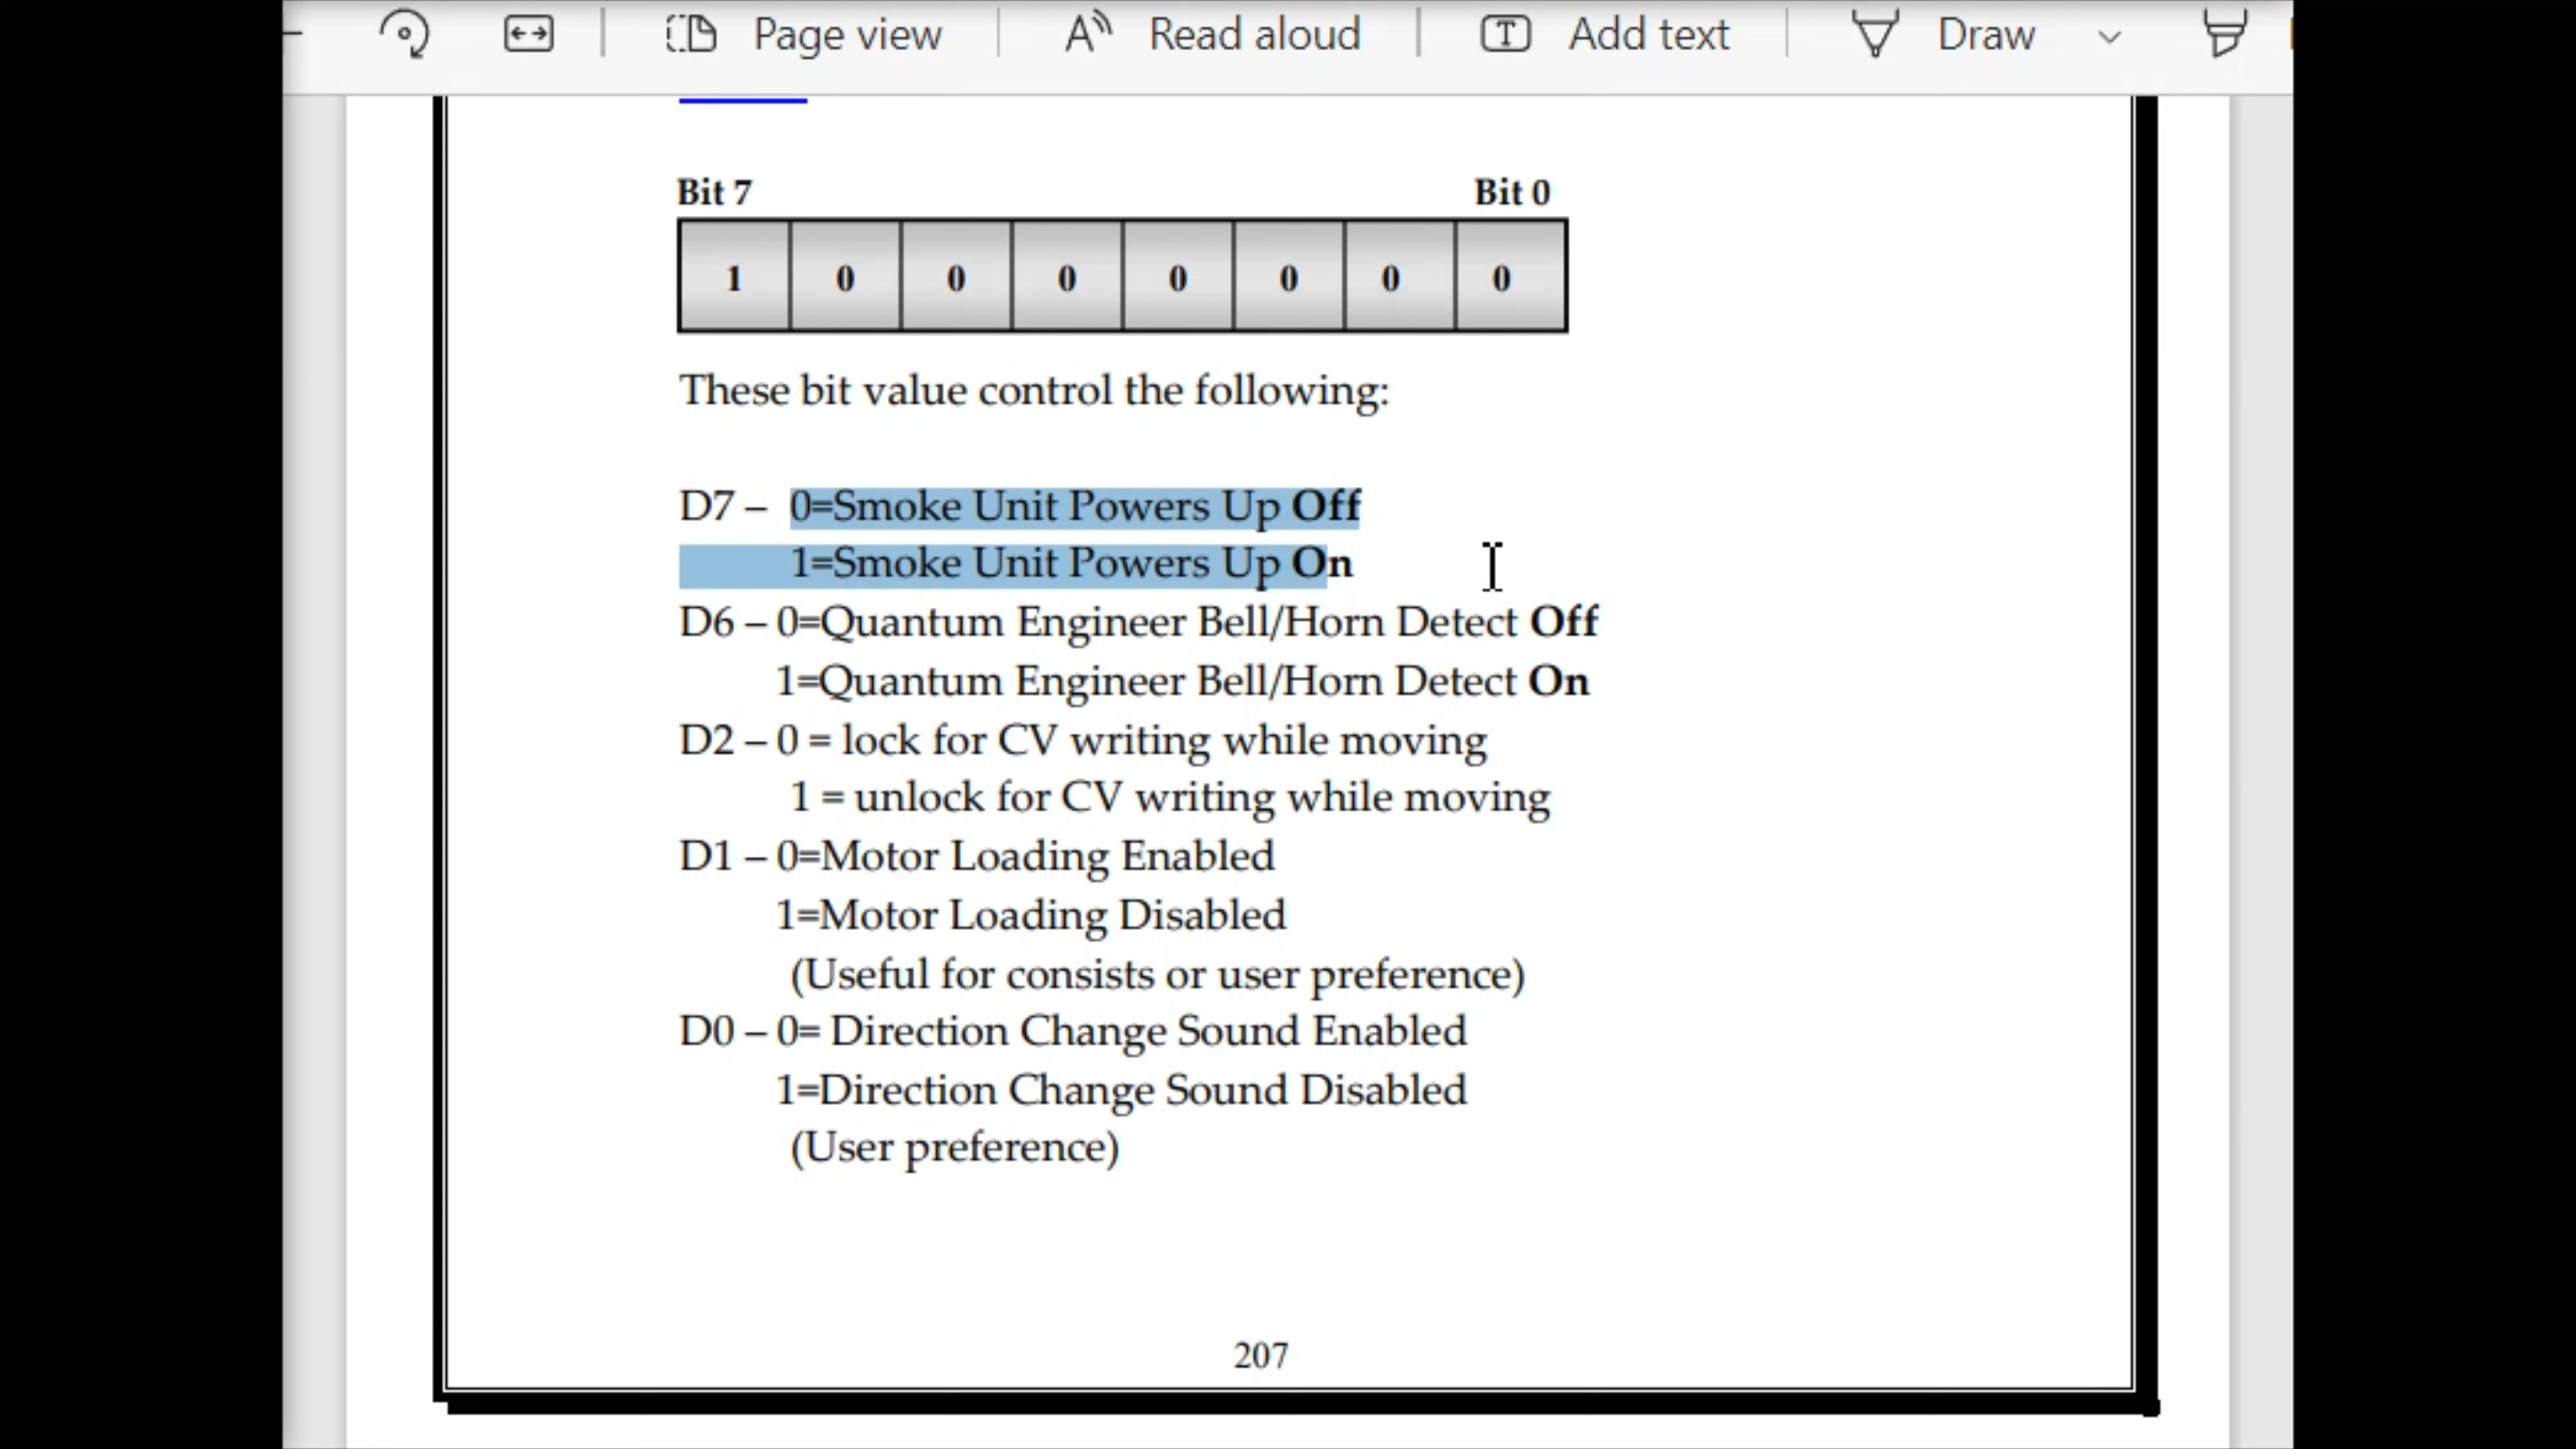 Page view Read aloud Add text Draw
Bit 7 Bit 0
1 0 0 0 0 0 0 0
These bit value control the following:
D7 – 0=Smoke Unit Powers Up Off
1=Smoke Unit Powers Up On
D6 – 0=Quantum Engineer Bell/Horn Detect Off
1=Quantum Engineer Bell/Horn Detect On
D2 – 0 = lock for CV writing while moving
1 = unlock for CV writing while moving
D1 – 0=Motor Loading Enabled
1=Motor Loading Disabled
(Useful for consists or user preference)
D0 – 0= Direction Change Sound Enabled
1=Direction Change Sound Disabled
(User preference)
207